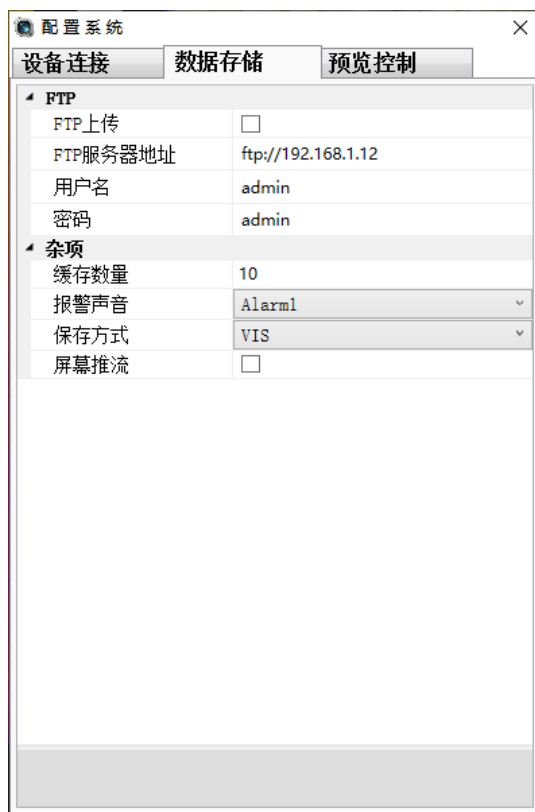 配置系统
设备连接 数据存储 预览控制
FTP
FTP上传
FTP服务器地址 ftp://192.168.1.12
用户名 admin
密码 admin
杂项
缓存数量 10
报警声音 Alarm1
保存方式 VIS
屏幕推流